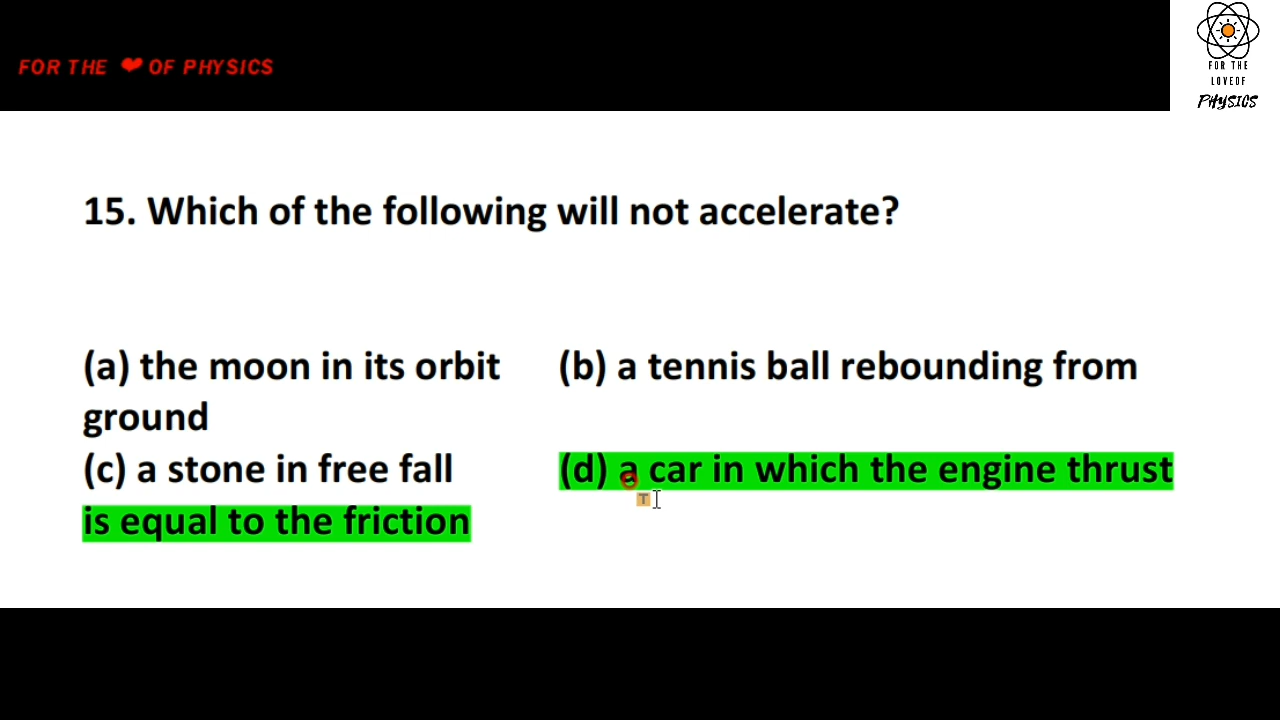 FOR THE ❤ OF PHYSICS
FOR THE
LOVEOF
PHYSICS
15. Which of the following will not accelerate?
(a) the moon in its orbit (b) a tennis ball rebounding from
ground
(c) a stone in free fall (d) a car in which the engine thrust
T
is equal to the friction